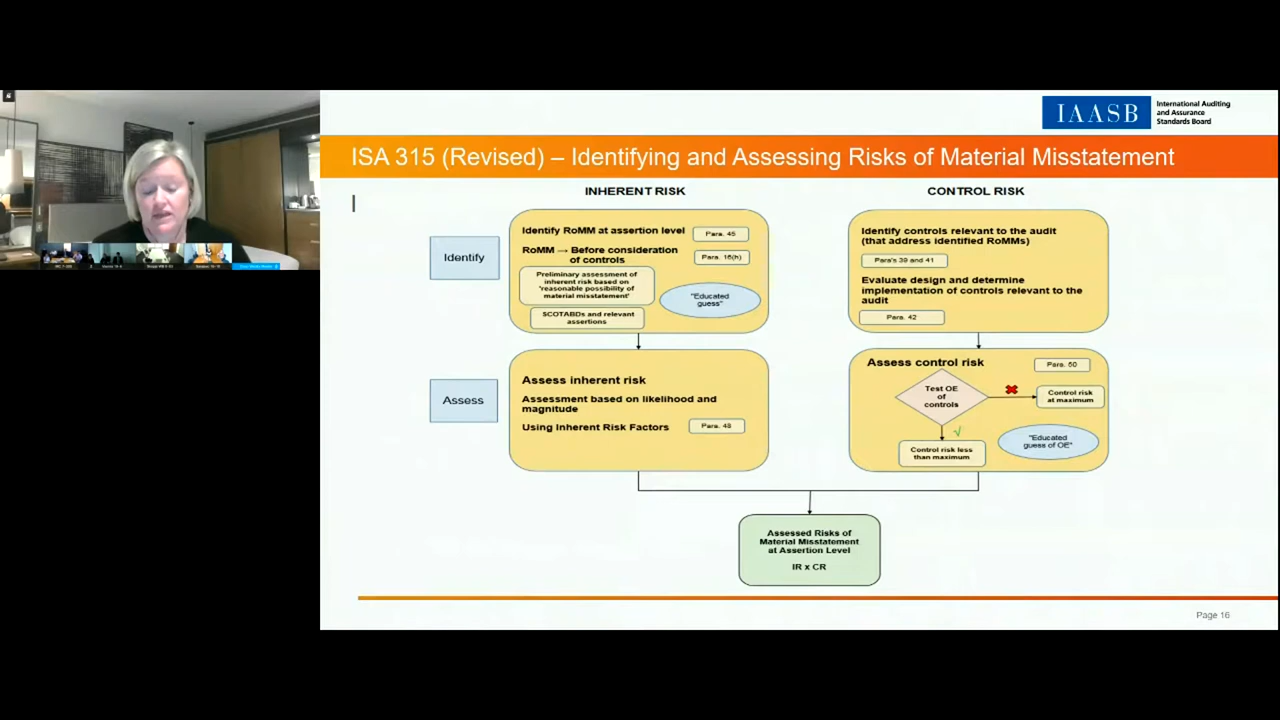 IAASB
International Auditing
and Assurance
Standards Board
ISA 315 (Revised) – Identifying and Assessing Risks of Material Misstatement
INHERENT RISK
CONTROL RISK
Identify
Identify RoMM at assertion level
Para. 45
RoMM → Before consideration
of controls
Para. 16(h)
Preliminary assessment of
inherent risk based on
'reasonable possibility of
material misstatement'
"Educated
guess"
SCOTABDs and relevant
assertions
Identify controls relevant to the audit
(that address identified RoMMs)
Para's 39 and 41
Evaluate design and determine
implementation of controls relevant to the
audit
Para. 42
Assess
Assess inherent risk
Assessment based on likelihood and
magnitude
Using Inherent Risk Factors
Para. 48
Assess control risk
Para. 50
Test OE
of
controls
Control risk
at maximum
"Educated
guess of OE"
Control risk less
than maximum
Assessed Risks of
Material Misstatement
at Assertion Level
IR x CR
Page 16